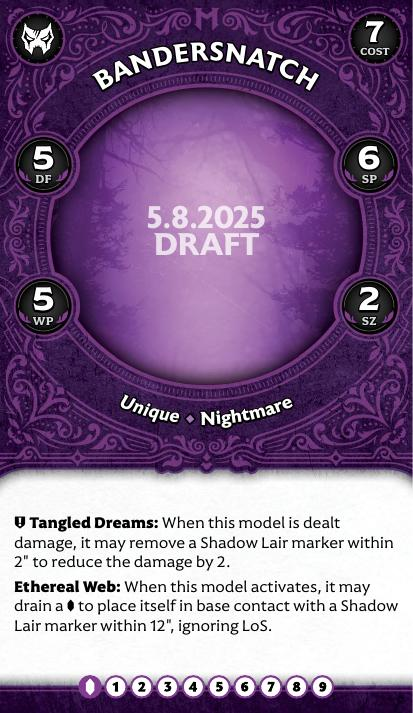 7
COST
BANDERSNATCH
5
DF
6
SP
5.8.2025
DRAFT
5
WP
2
SZ
Unique ⬥ Nightmare
Tangled Dreams: When this model is dealt
damage, it may remove a Shadow Lair marker within
2" to reduce the damage by 2.
Ethereal Web: When this model activates, it may
drain a ⬧ to place itself in base contact with a Shadow
Lair marker within 12", ignoring LoS.
1 2 3 4 5 6 7 8 9